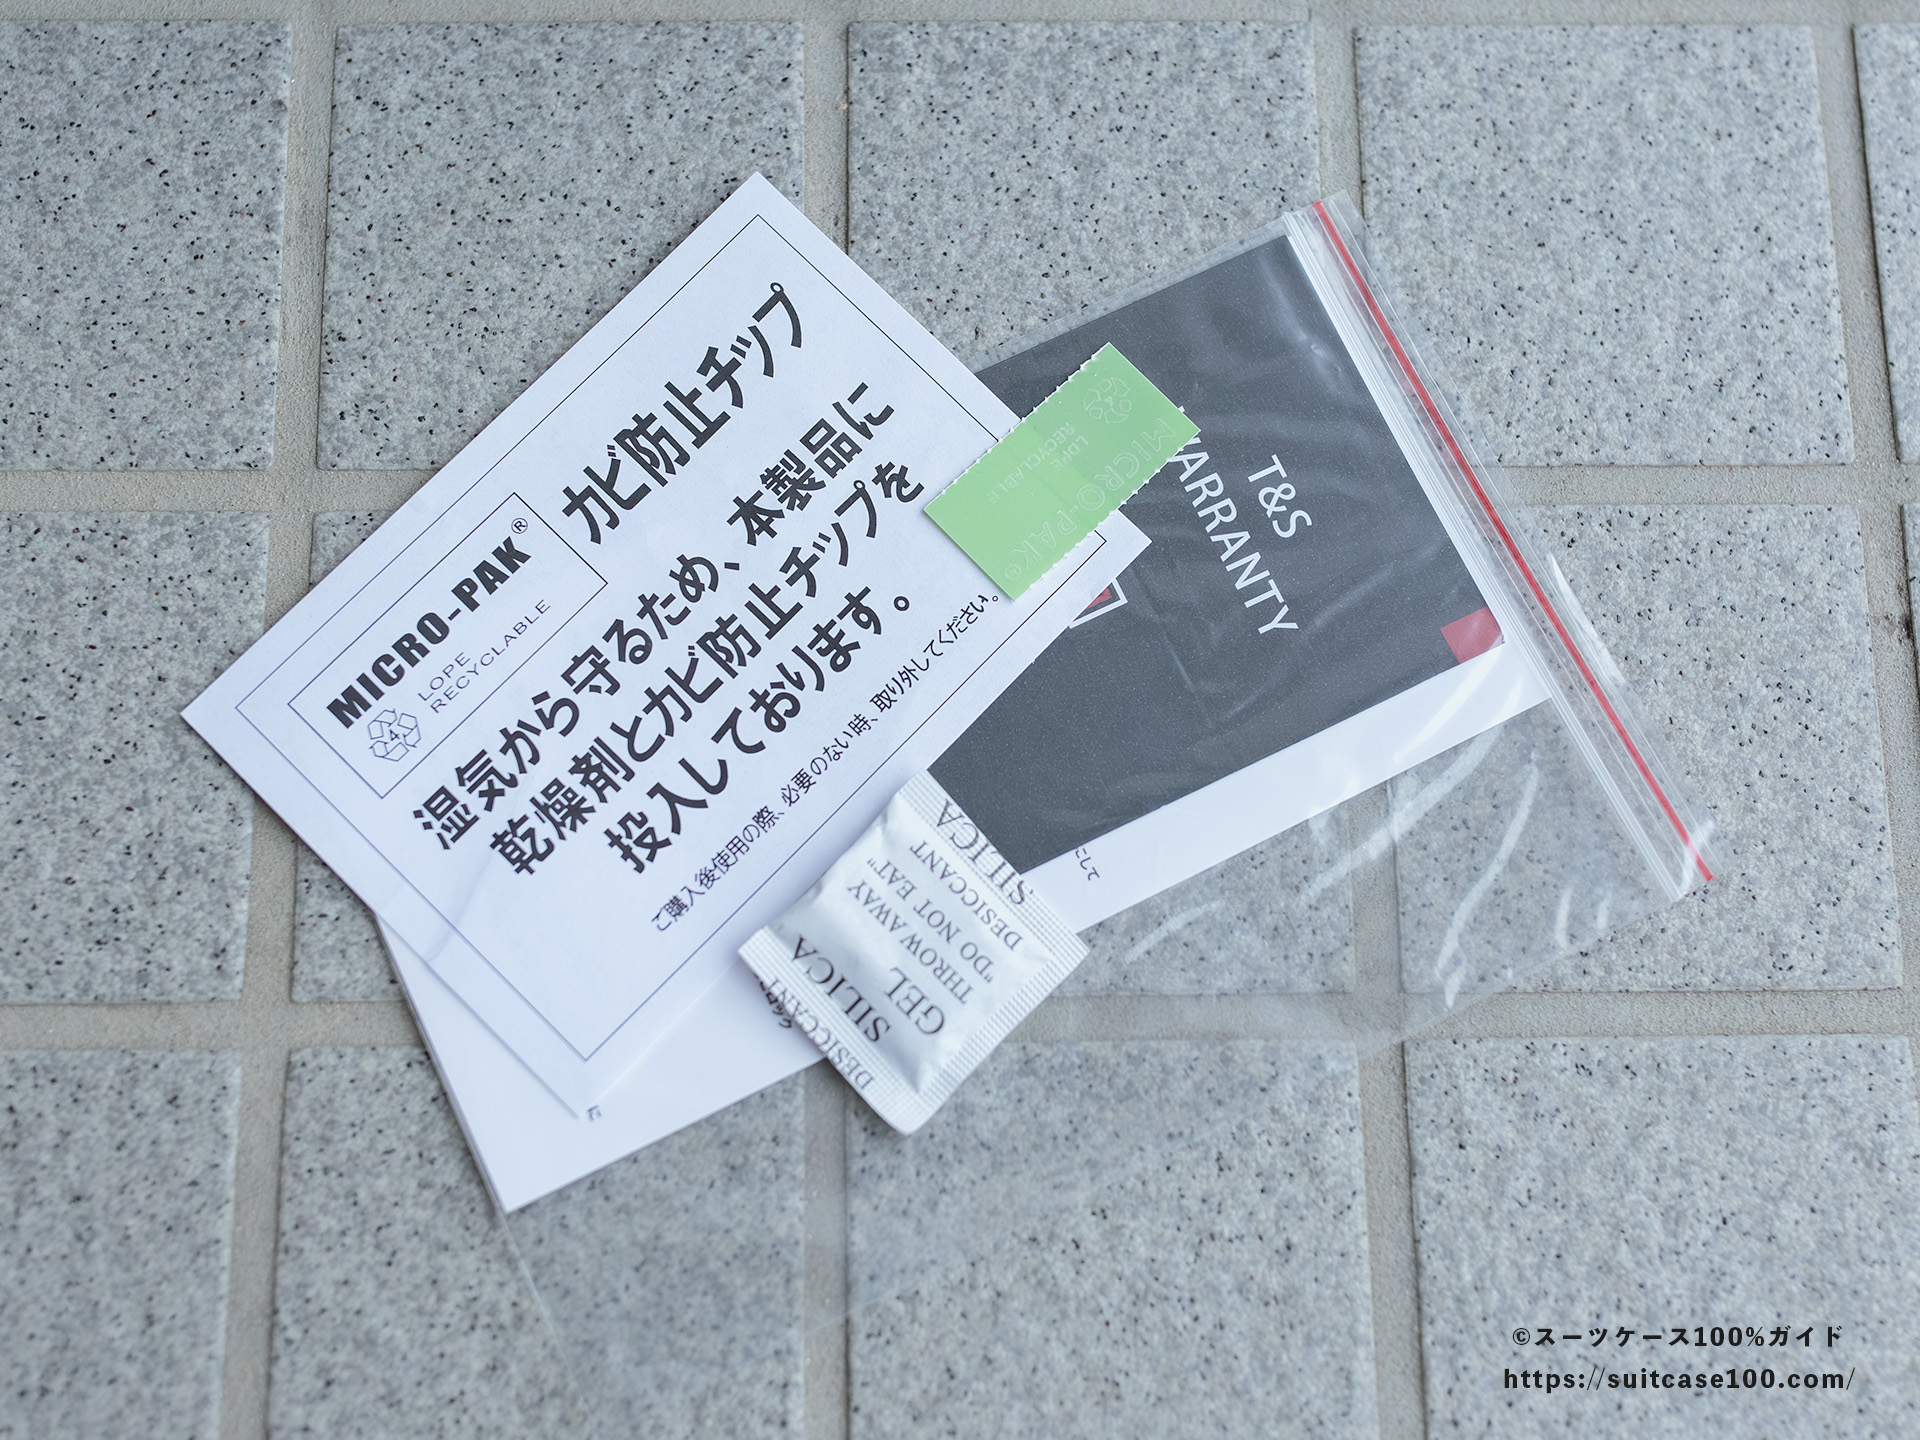 MICRO-PAK®
4
LOPE
RECYCLABLE
カビ防止チップ
湿気から守るため、本製品に
乾燥剤とカビ防止チップを
投入しております。
ご購入後使用の際、必要のない時、取り外してください。
LDPE
RECYCLABLE
MICRO-PAK®
T&S
WARRANTY
SILICA
DESICCANT
"DO NOT EAT"
THROW AWAY
GEL
SILICA
DESICCANT
©スーツケース100%ガイド
https://suitcase100.com/